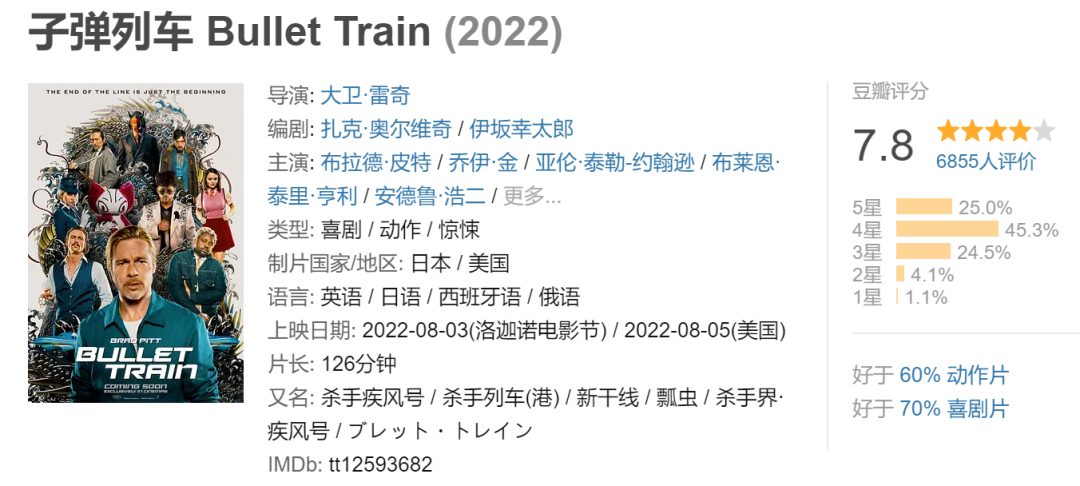 子弹列车 Bullet Train (2022)
THE END OF THE LINE IS JUST THE BEGINNING
BRAD PITT
BULLET
TRAIN
COMING SOON
EXCLUSIVELY IN CINEMAS
导演: 大卫·雷奇
编剧: 扎克·奥尔维奇 / 伊坂幸太郎
主演: 布拉德·皮特 / 乔伊·金 / 亚伦·泰勒-约翰逊 / 布莱恩·
泰里·亨利 / 安德鲁·浩二 / 更多...
类型: 喜剧 / 动作 / 惊悚
制片国家/地区: 日本 / 美国
语言: 英语 / 日语 / 西班牙语 / 俄语
上映日期: 2022-08-03(洛迦诺电影节) / 2022-08-05(美国)
片长: 126分钟
又名: 杀手疾风号 / 杀手列车(港) / 新干线 / 瓢虫 / 杀手界·
疾风号 / ブレット・トレイン
IMDb: tt12593682
豆瓣评分
7.8
6855人评价
5星 25.0%
4星 45.3%
3星 24.5%
2星 4.1%
1星 1.1%
好于 60% 动作片
好于 70% 喜剧片